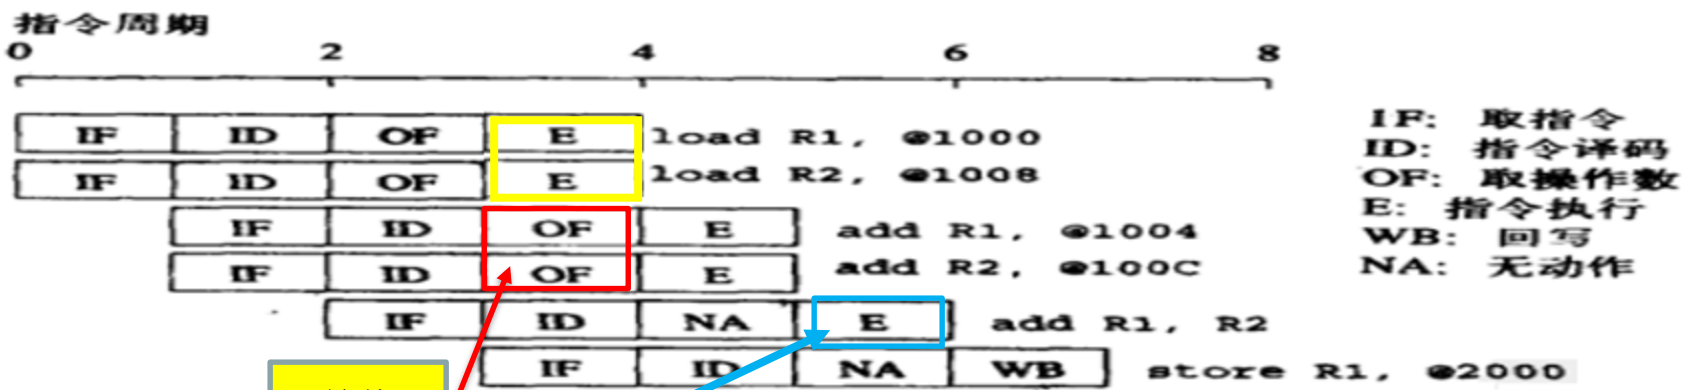 指令周期
0 2 4 6 8
IF ID OF E load R1, @1000
IF ID OF E load R2, @1008
IF ID OF E add R1, @1004
IF ID OF E add R2, @100C
IF ID NA E add R1, R2
IF ID NA WB store R1, @2000
IF: 取指令
ID: 指令译码
OF: 取操作数
E: 指令执行
WB: 回写
NA: 无动作